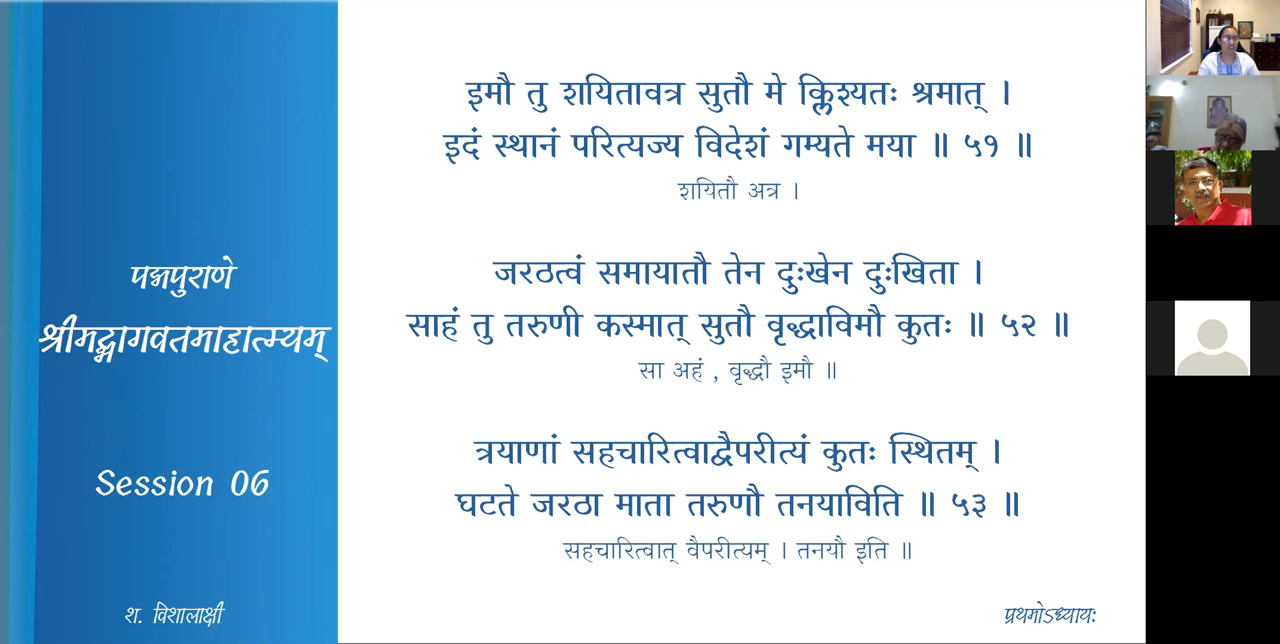 पद्मपुराणे
श्रीमद्भागवतमाहात्म्यम्
Session 06
श. विशालाक्षी
इमौ तु शयितावत्र सुतौ मे क्लिश्यतः श्रमात् ।
इदं स्थानं परित्यज्य विदेशं गम्यते मया ॥ ५१ ॥
शयितौ अत्र ।
जरठत्वं समायातौ तेन दुःखेन दुःखिता ।
साहं तु तरुणी कस्मात् सुतौ वृद्धाविमौ कुतः ॥ ५२ ॥
सा अहं , वृद्धौ इमौ ॥
त्रयाणां सहचारित्वाद्वैपरीत्यं कुतः स्थितम् ।
घटते जरठा माता तरुणौ तनयाविति ॥ ५३ ॥
सहचारित्वात् वैपरीत्यम् । तनयौ इति ॥
प्रथमोऽध्यायः